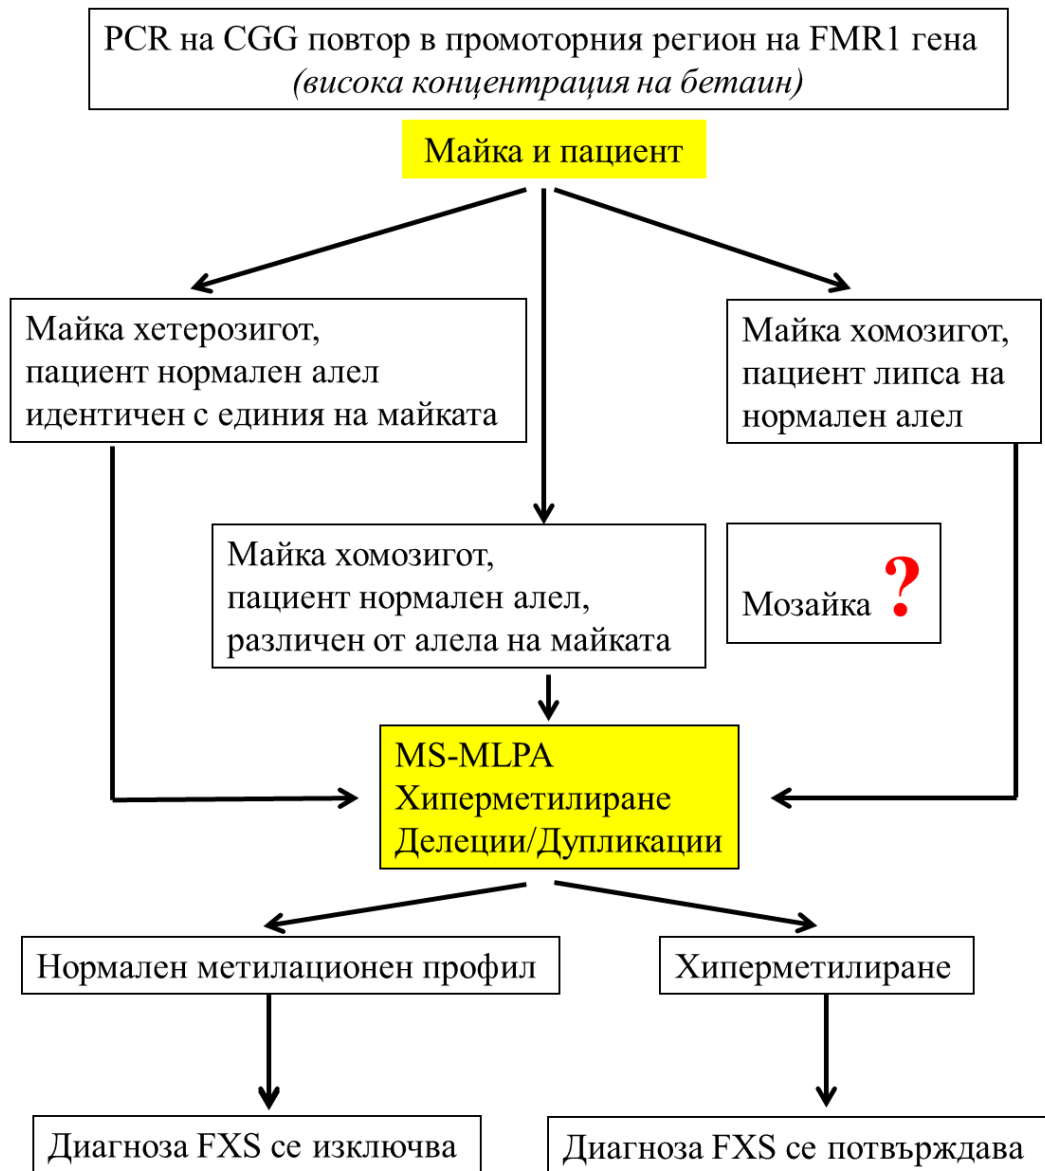 PCR на CGG повтор в промоторния регион на FMR1 гена
(висока концентрация на бетаин)
Майка и пациент
Майка хетерозигот,
пациент нормален алел
идентичен с единия на майката
Майка хомозигот,
пациент липса на
нормален алел
Майка хомозигот,
пациент нормален алел,
различен от алела на майката
Мозайка ?
MS-MLPA
Хиперметилиране
Делеции/Дупликации
Нормален метилационен профил
Хиперметилиране
Диагноза FXS се изключва
Диагноза FXS се потвърждава